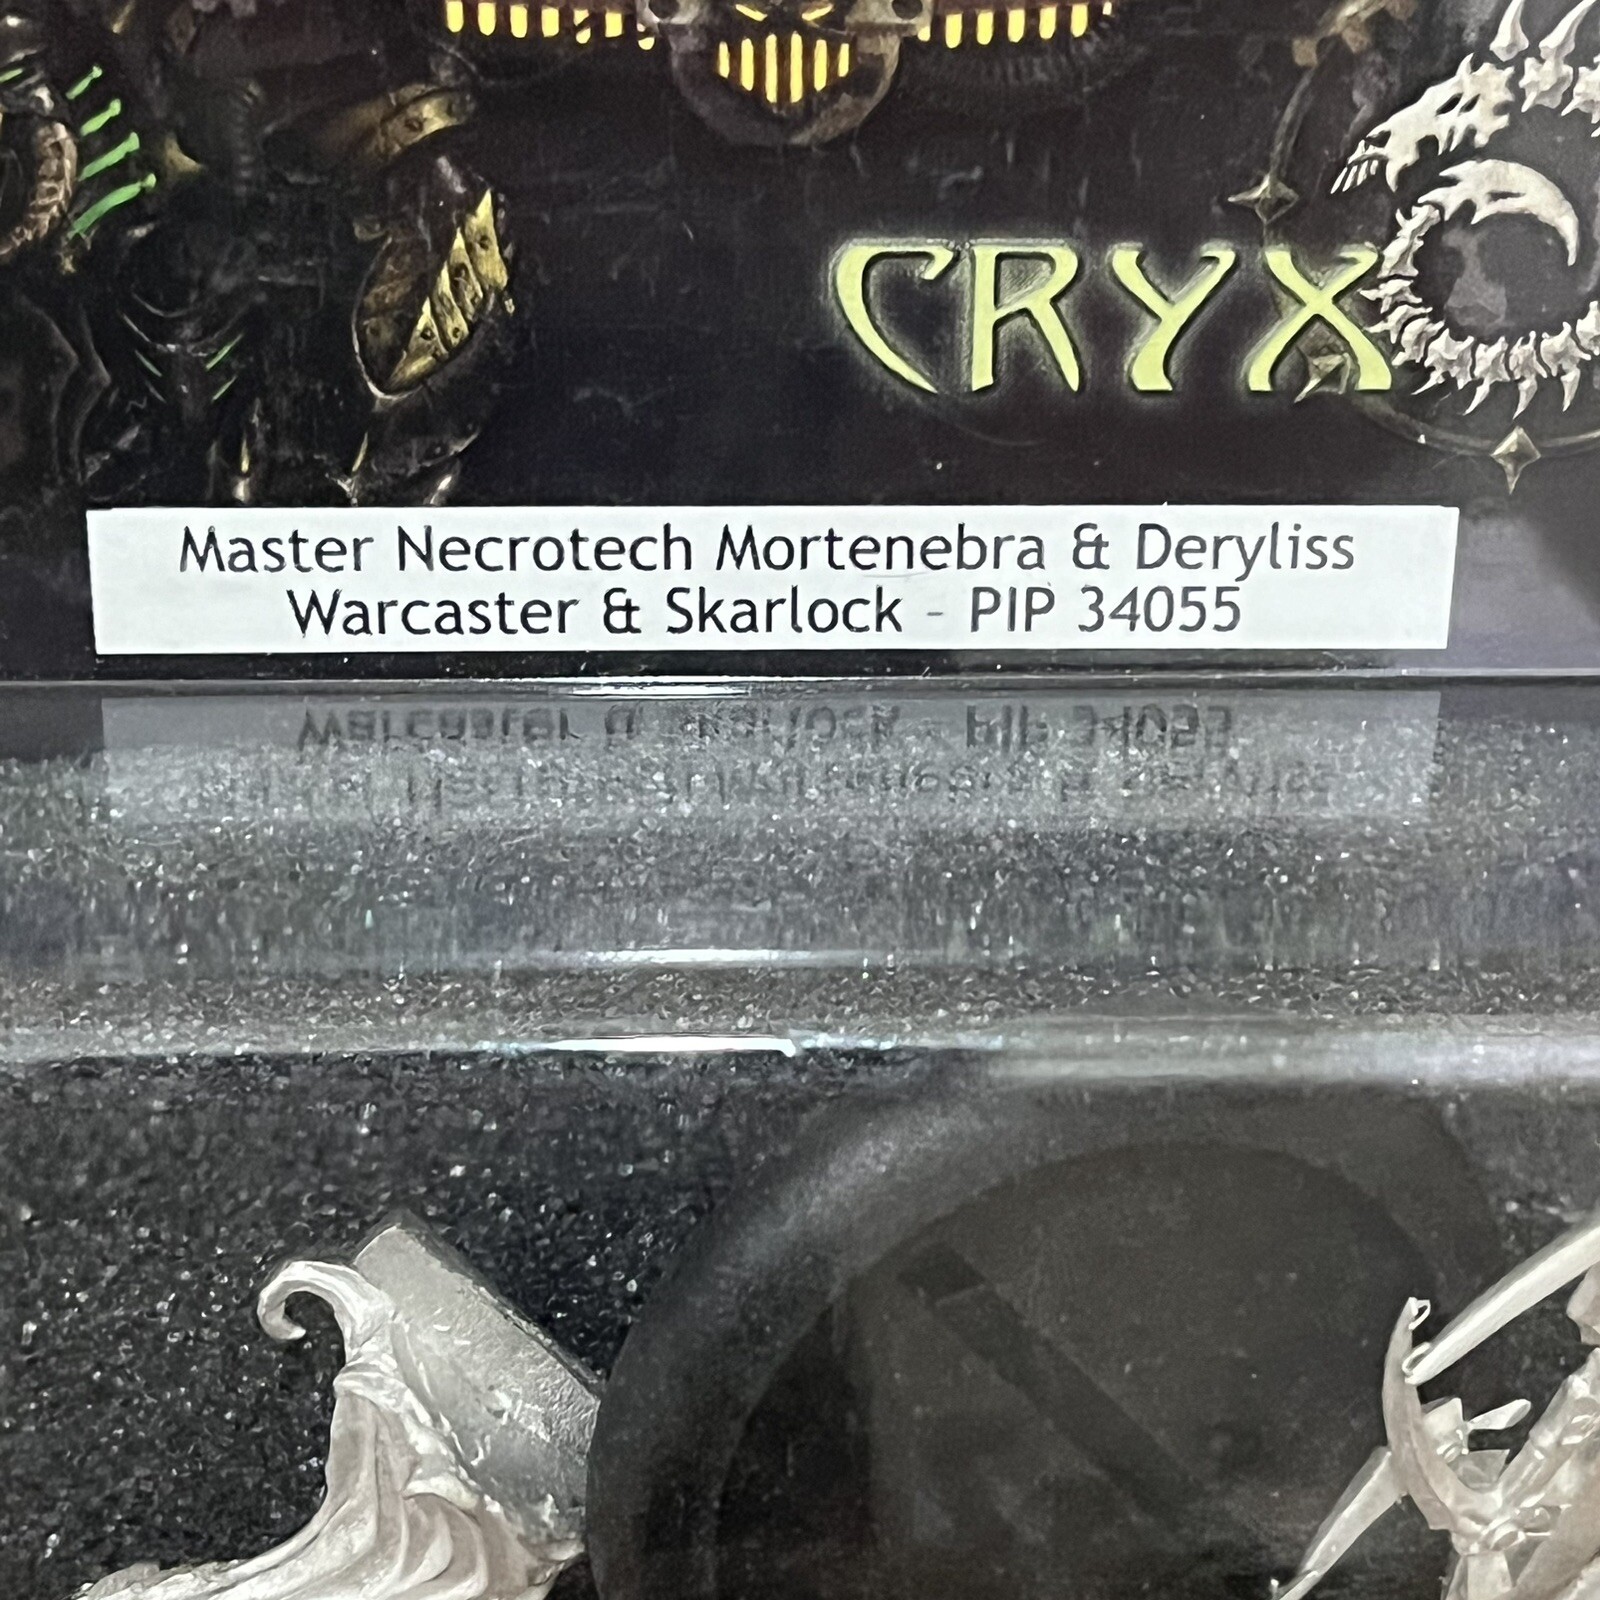 CRYX
Master Necrotech Mortenebra & Deryliss
Warcaster & Skarlock - PIP 34055